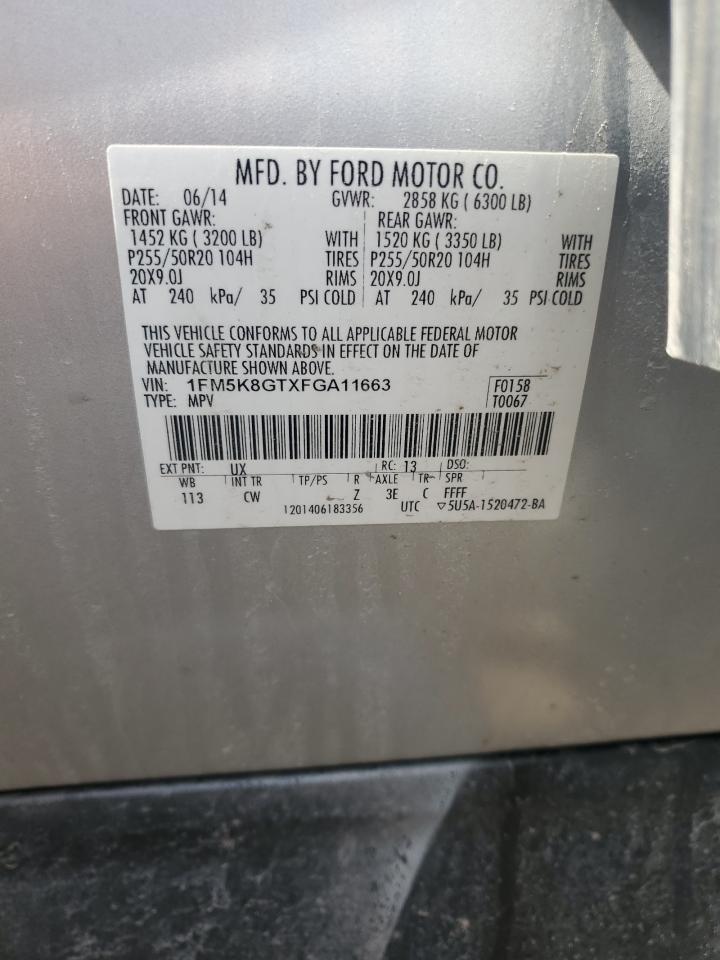 MFD. BY FORD MOTOR CO.
DATE: 06/14 GVWR: 2858 KG ( 6300 LB)
FRONT GAWR: REAR GAWR:
1452 KG ( 3200 LB) WITH 1520 KG ( 3350 LB) WITH
P255/50R20 104H TIRES P255/50R20 104H TIRES
20X9.0J RIMS 20X9.0J RIMS
AT 240 kPa/ 35 PSI COLD AT 240 kPa/ 35 PSI COLD
THIS VEHICLE CONFORMS TO ALL APPLICABLE FEDERAL MOTOR
VEHICLE SAFETY STANDARDS IN EFFECT ON THE DATE OF
MANUFACTURE SHOWN ABOVE.
VIN: 1FM5K8GTXFGA11663 F0158
TYPE: MPV T0067
EXT PNT: UX RC: 13 DSO:
WB INT TR TP/PS R AXLE TR SPR
113 CW Z 3E C FFFF
1201406183356 UTC ▽5U5A-1520472-BA